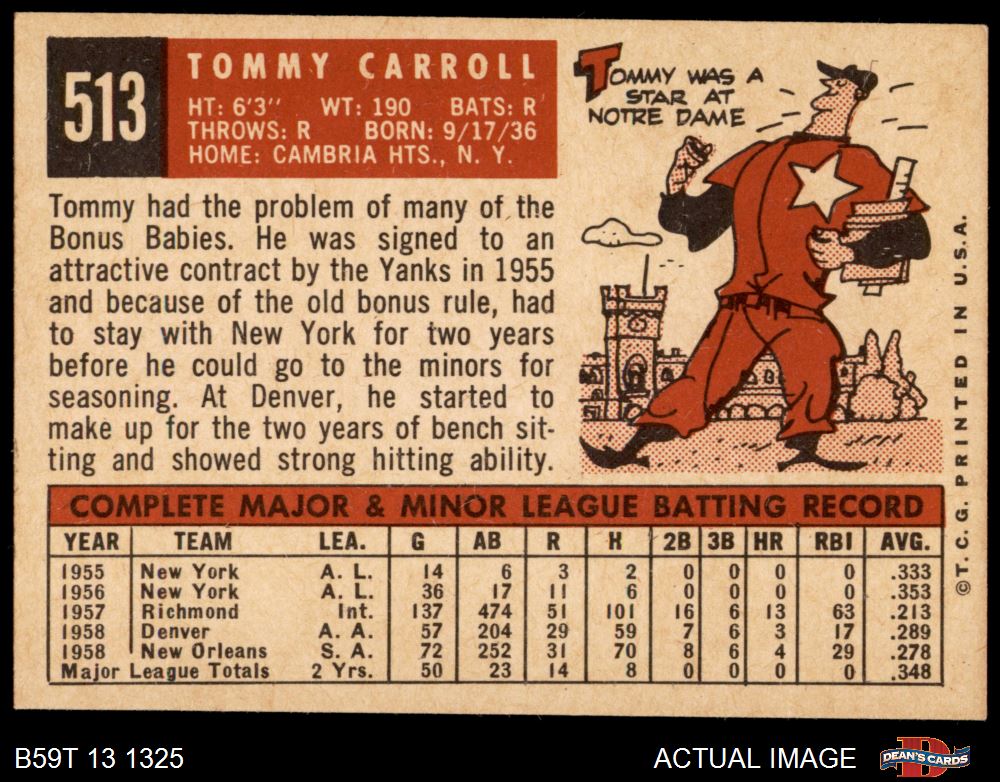 513
TOMMY CARROLL
HT: 6'3" WT: 190 BATS: R
THROWS: R BORN: 9/17/36
HOME: CAMBRIA HTS., N. Y.
TOMMY WAS A
STAR AT
NOTRE DAME
Tommy had the problem of many of the
Bonus Babies. He was signed to an
attractive contract by the Yanks in 1955
and because of the old bonus rule, had
to stay with New York for two years
before he could go to the minors for
seasoning. At Denver, he started to
make up for the two years of bench sit-
ting and showed strong hitting ability.
COMPLETE MAJOR & MINOR LEAGUE BATTING RECORD
YEAR TEAM LEA. G AB R H 2B 3B HR RBI AVG.
1955 New York A. L. 14 6 3 2 0 0 0 0 .333
1956 New York A. L. 36 17 11 6 0 0 0 0 .353
1957 Richmond Int. 137 474 51 101 16 6 13 63 .213
1958 Denver A. A. 57 204 29 59 7 6 3 17 .289
1958 New Orleans S. A. 72 252 31 70 8 6 4 29 .278
Major League Totals 2 Yrs. 50 23 14 8 0 0 0 0 .348
©T. C. G. PRINTED IN U.S.A.
B59T 13 1325
ACTUAL IMAGE
DEAN'S CARDS